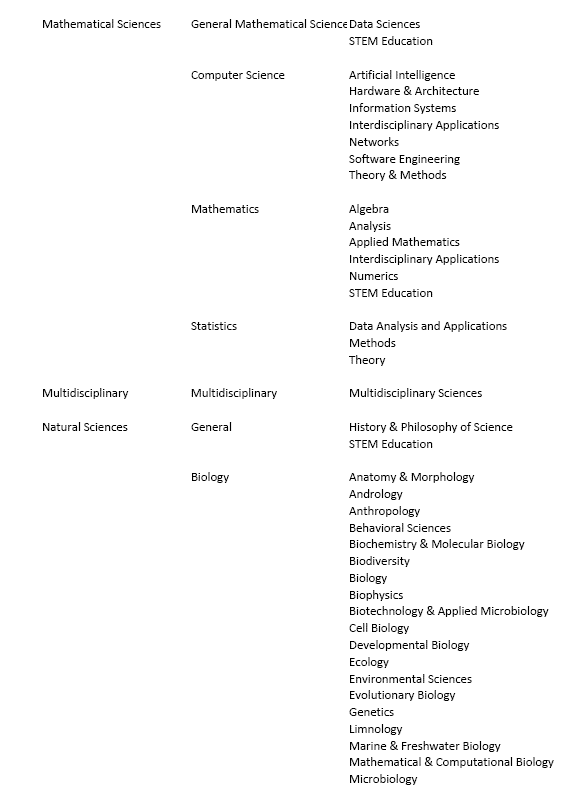 Mathematical Sciences General Mathematical Science Data Sciences
STEM Education
Computer Science Artificial Intelligence
Hardware & Architecture
Information Systems
Interdisciplinary Applications
Networks
Software Engineering
Theory & Methods
Mathematics Algebra
Analysis
Applied Mathematics
Interdisciplinary Applications
Numerics
STEM Education
Statistics Data Analysis and Applications
Methods
Theory
Multidisciplinary Multidisciplinary Multidisciplinary Sciences
Natural Sciences General History & Philosophy of Science
STEM Education
Biology Anatomy & Morphology
Andrology
Anthropology
Behavioral Sciences
Biochemistry & Molecular Biology
Biodiversity
Biology
Biophysics
Biotechnology & Applied Microbiology
Cell Biology
Developmental Biology
Ecology
Environmental Sciences
Evolutionary Biology
Genetics
Limnology
Marine & Freshwater Biology
Mathematical & Computational Biology
Microbiology